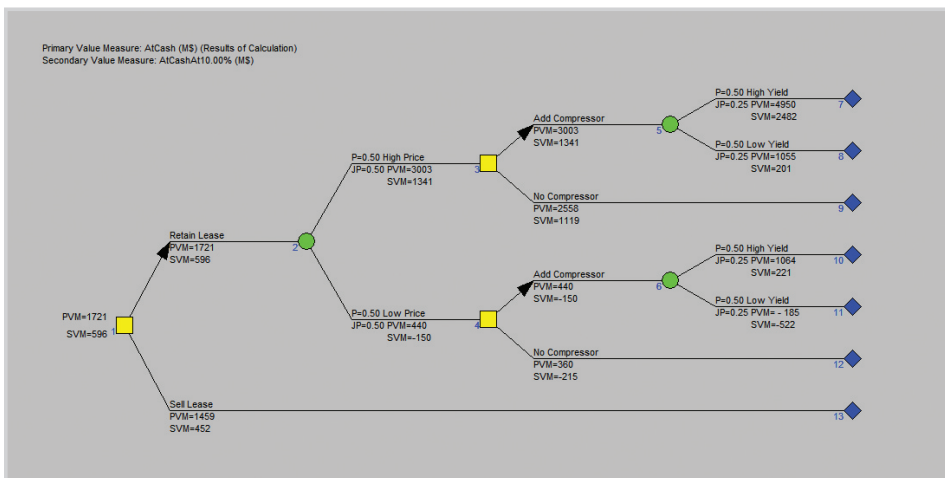 Primary Value Measure: AtCash (M$) (Results of Calculation)
Secondary Value Measure: AtCashAt10.00% (M$)
P=0.50 High Yield
JP=0.25 PVM=4950
SVM=2482
7
Add Compressor
PVM=3003
SVM=1341
5
P=0.50 Low Yield
JP=0.25 PVM=1055
SVM=201
8
P=0.50 High Price
JP=0.50 PVM=3003
SVM=1341
3
No Compressor
PVM=2558
SVM=1119
9
Retain Lease
PVM=1721
SVM=596
2
P=0.50 High Yield
JP=0.25 PVM=1064
SVM=221
10
Add Compressor
PVM=440
SVM=-150
6
P=0.50 Low Yield
JP=0.25 PVM= - 185
SVM=-522
11
P=0.50 Low Price
JP=0.50 PVM=440
SVM=-150
4
PVM=1721
SVM=596
1
No Compressor
PVM=360
SVM=-215
12
Sell Lease
PVM=1459
SVM=452
13